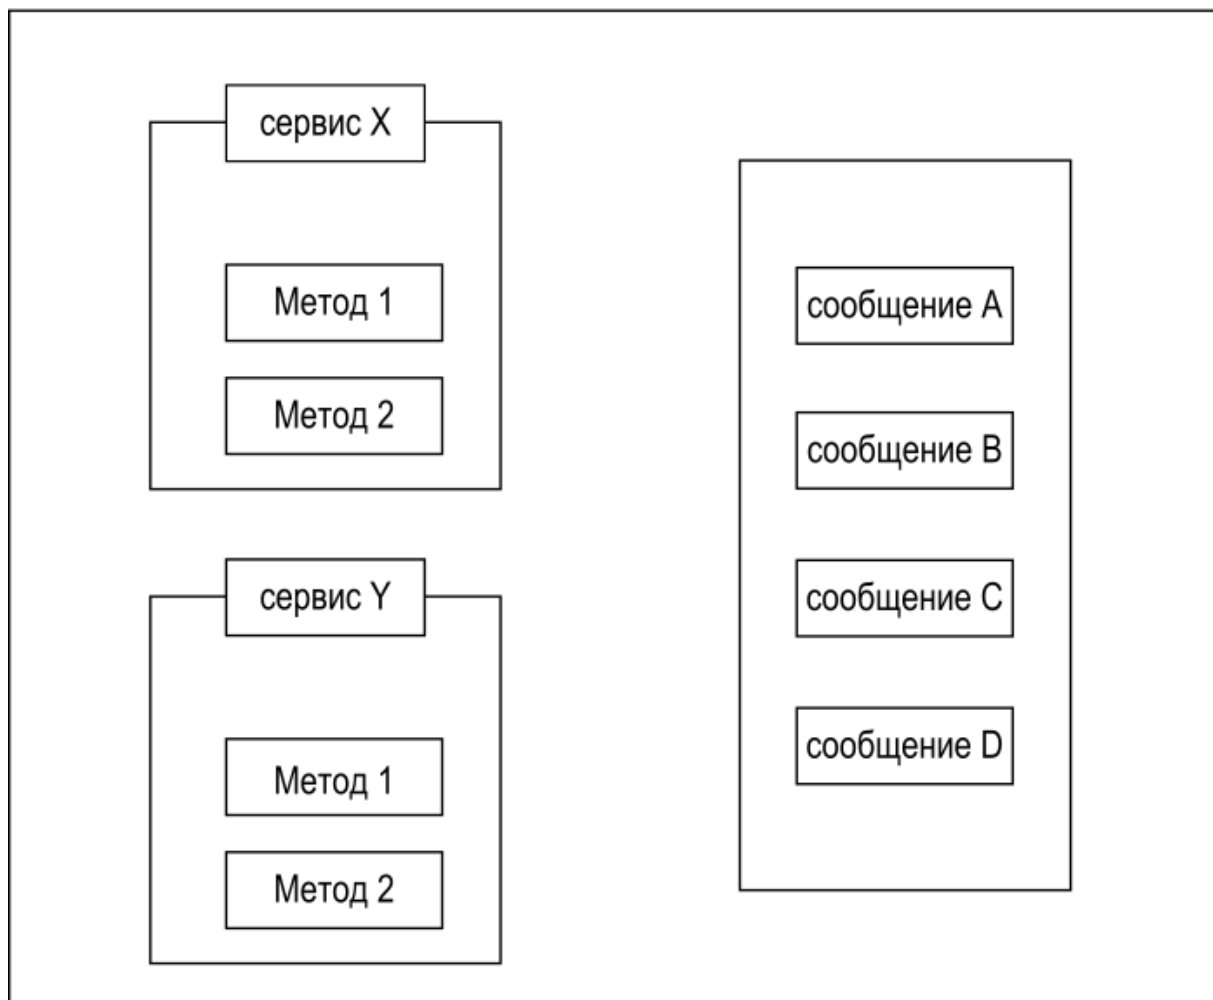 сервис X
Метод 1
Метод 2
сервис Y
Метод 1
Метод 2
сообщение A
сообщение B
сообщение C
сообщение D